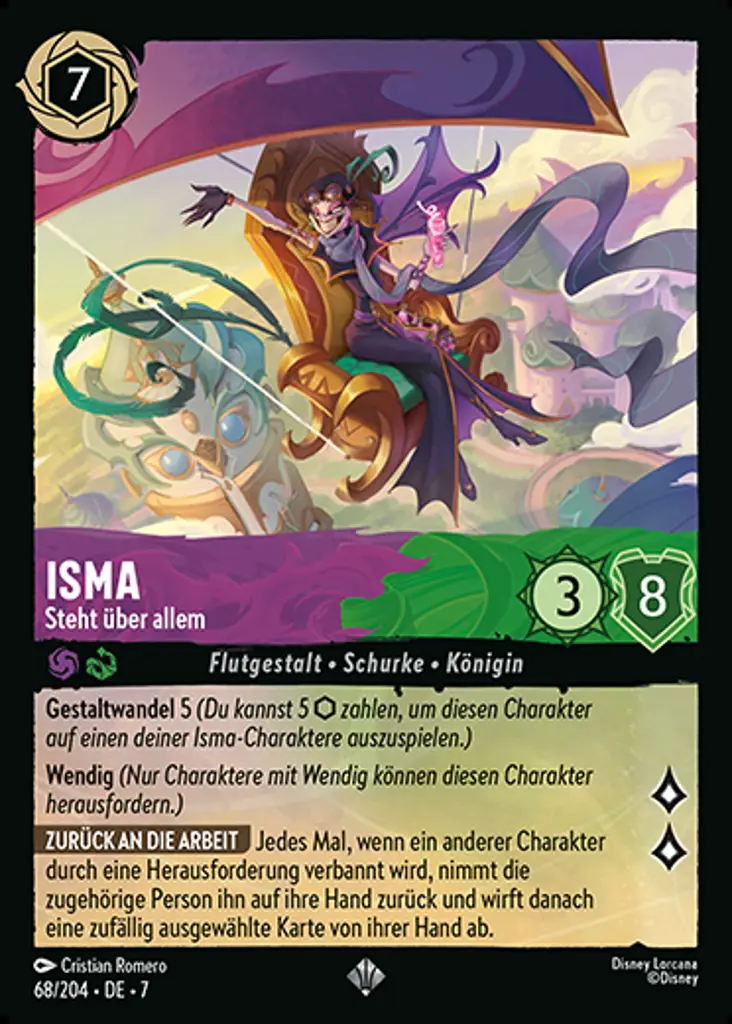 7
ISMA
Steht über allem
3
8
Flutgestalt • Schurke • Königin
Gestaltwandel 5 (Du kannst 5 ⬡ zahlen, um diesen Charakter
auf einen deiner Isma-Charaktere auszuspielen.)
Wendig (Nur Charaktere mit Wendig können diesen Charakter
herausfordern.)
ZURÜCK AN DIE ARBEIT Jedes Mal, wenn ein anderer Charakter
durch eine Herausforderung verbannt wird, nimmt die
zugehörige Person ihn auf ihre Hand zurück und wirft danach
eine zufällig ausgewählte Karte von ihrer Hand ab.
Cristian Romero
68/204 • DE • 7
Disney Lorcana
©Disney